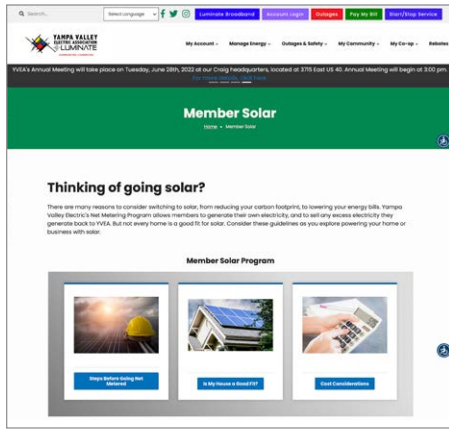 Search...
Select Language
Luminate Broadband
Account Login
Outages
Pay My Bill
Start/Stop Service
YAMPA VALLEY
ELECTRIC ASSOCIATION
LUMINATE
My Account
Manage Energy
Outages & Safety
My Community
My Co-op
Rebates
YVEA's Annual Meeting will take place on Tuesday, June 28th, 2022 at our Craig headquarters, located at 3715 East US 40. Annual Meeting will begin at 3:00 pm.
For more details, click here
Member Solar
Home • Member Solar
Thinking of going solar?
There are many reasons to consider switching to solar, from reducing your carbon footprint, to lowering your energy bills. Yampa
Valley Electric's Net Metering Program allows members to generate their own electricity, and to sell any excess electricity they
generate back to YVEA. But not every home is a good fit for solar. Consider these guidelines as you explore powering your home or
business with solar.
Member Solar Program
Steps Before Going Net
Metered
Is My House a Good Fit?
Cost Considerations